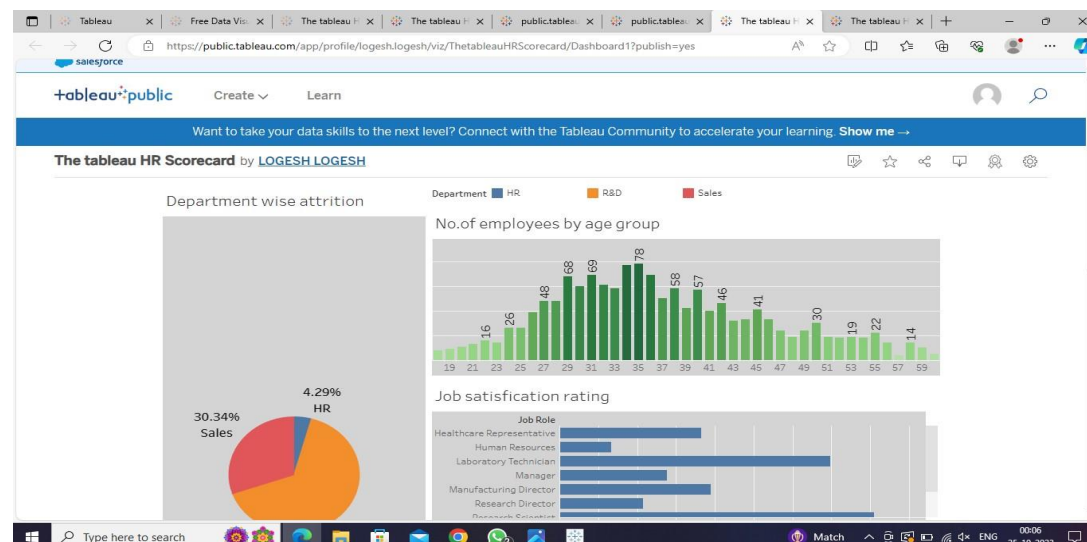 Tableau
Free Data Visu
The tableau H
The tableau H
public.tableau
public.tableau
The tableau H
The tableau H
https://public.tableau.com/app/profile/logesh.logesh/viz/ThetableauHRScorecard/Dashboard1?publish=yes
salesforce
+ableau public
Create
Learn
Want to take your data skills to the next level? Connect with the Tableau Community to accelerate your learning. Show me →
The tableau HR Scorecard by LOGESH LOGESH
Department wise attrition
4.29%
HR
30.34%
Sales
Department HR R&D Sales
No.of employees by age group
16 26 48 68 69 78 58 57 46 41 30 19 22 14
19 21 23 25 27 29 31 33 35 37 39 41 43 45 47 49 51 53 55 57 59
Job satisfication rating
Job Role
Healthcare Representative
Human Resources
Laboratory Technician
Manager
Manufacturing Director
Research Director
Research Scientist
Type here to search
Match
ENG
00:06